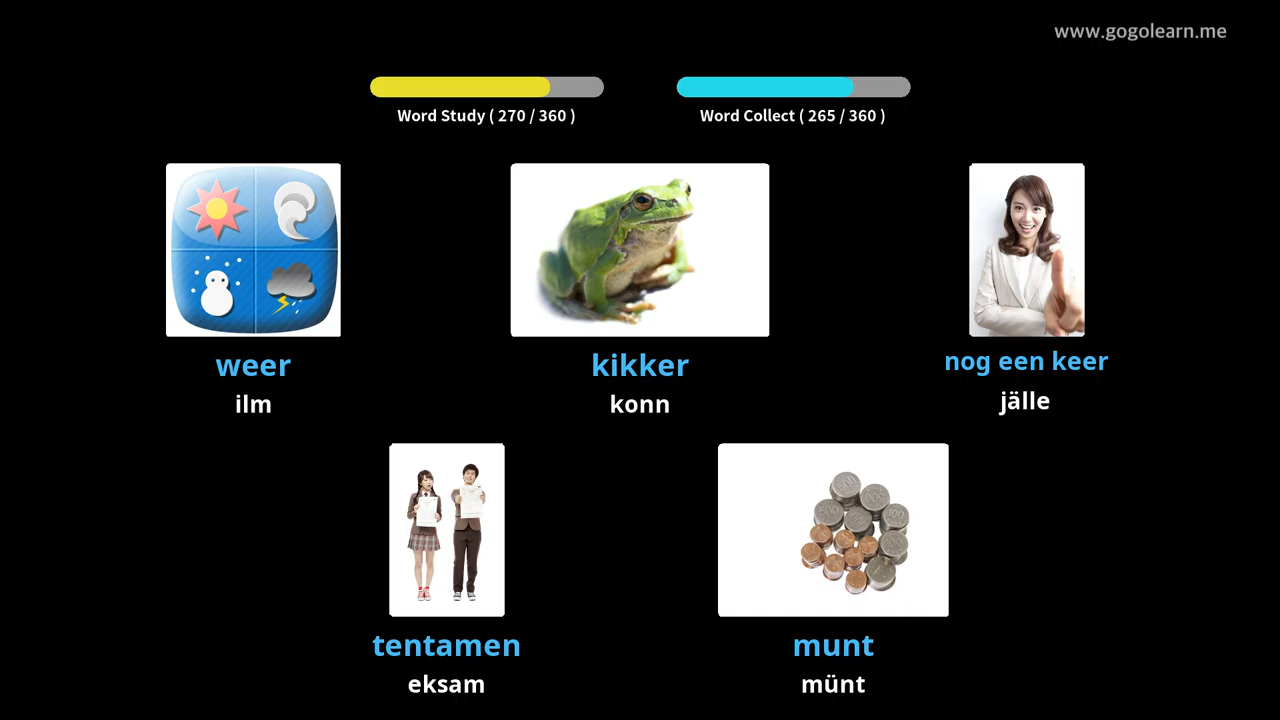 www.gogolearn.me
Word Study ( 270 / 360 )
Word Collect ( 265 / 360 )
weer
ilm
kikker
konn
nog een keer
jälle
tentamen
eksam
munt
münt